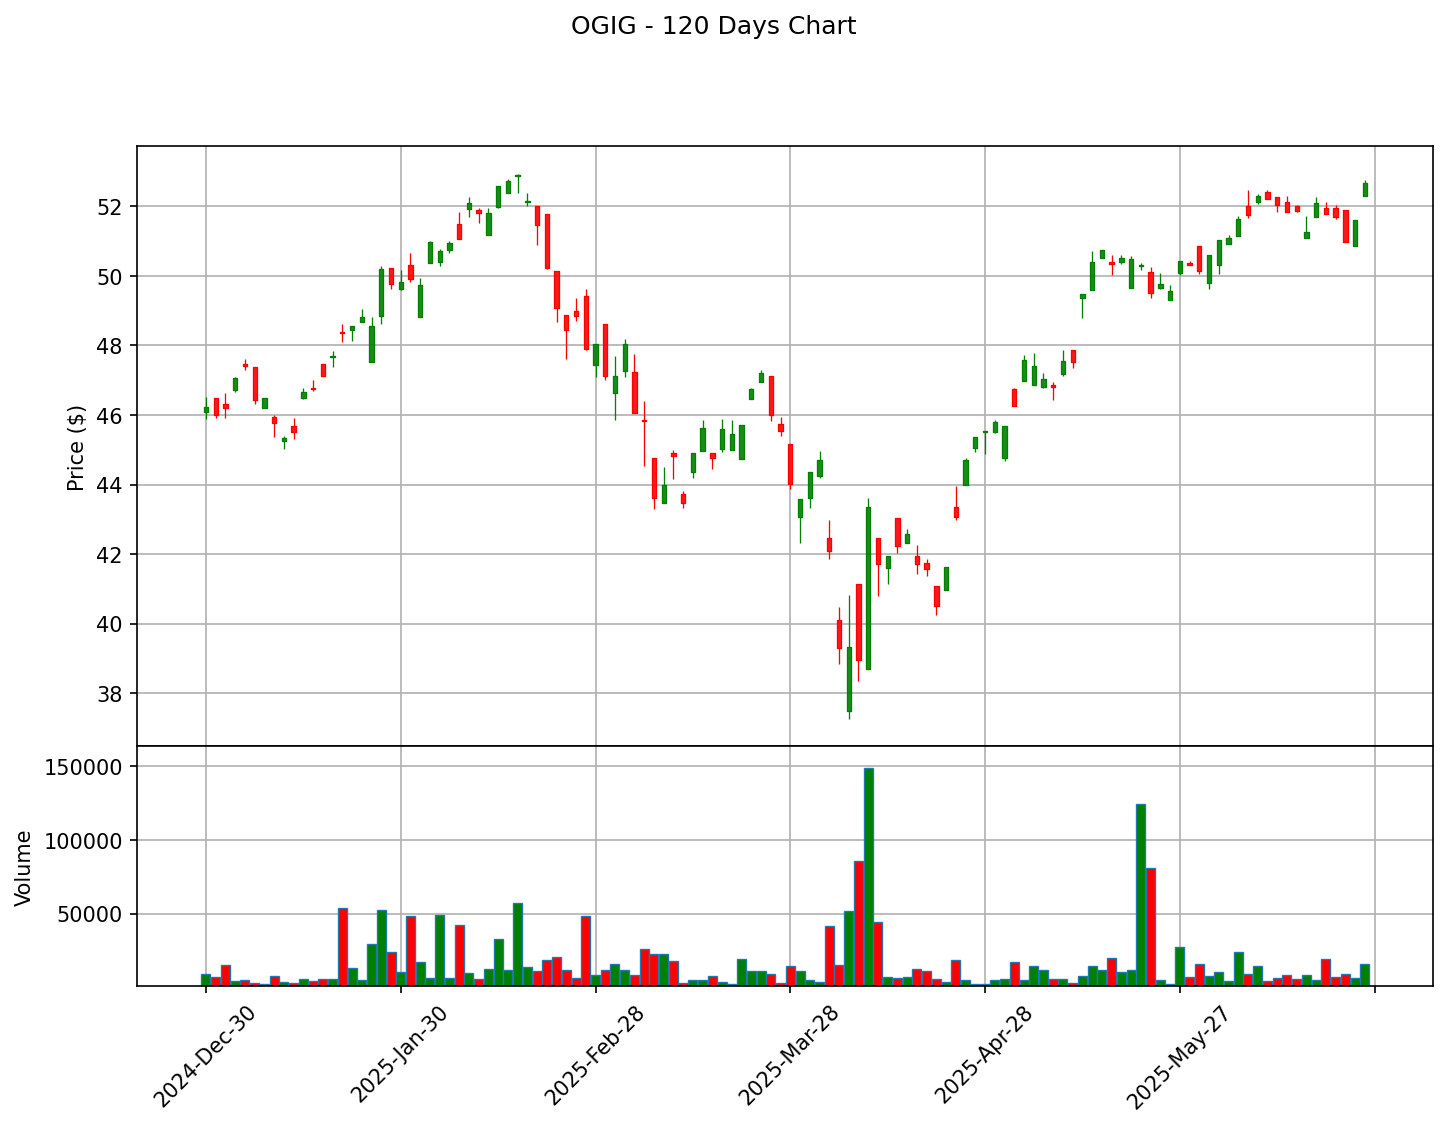 OGIG - 120 Days Chart
Price ($)
52
50
48
46
44
42
40
38
Volume
150000
100000
50000
2024-Dec-30
2025-Jan-30
2025-Feb-28
2025-Mar-28
2025-Apr-28
2025-May-27